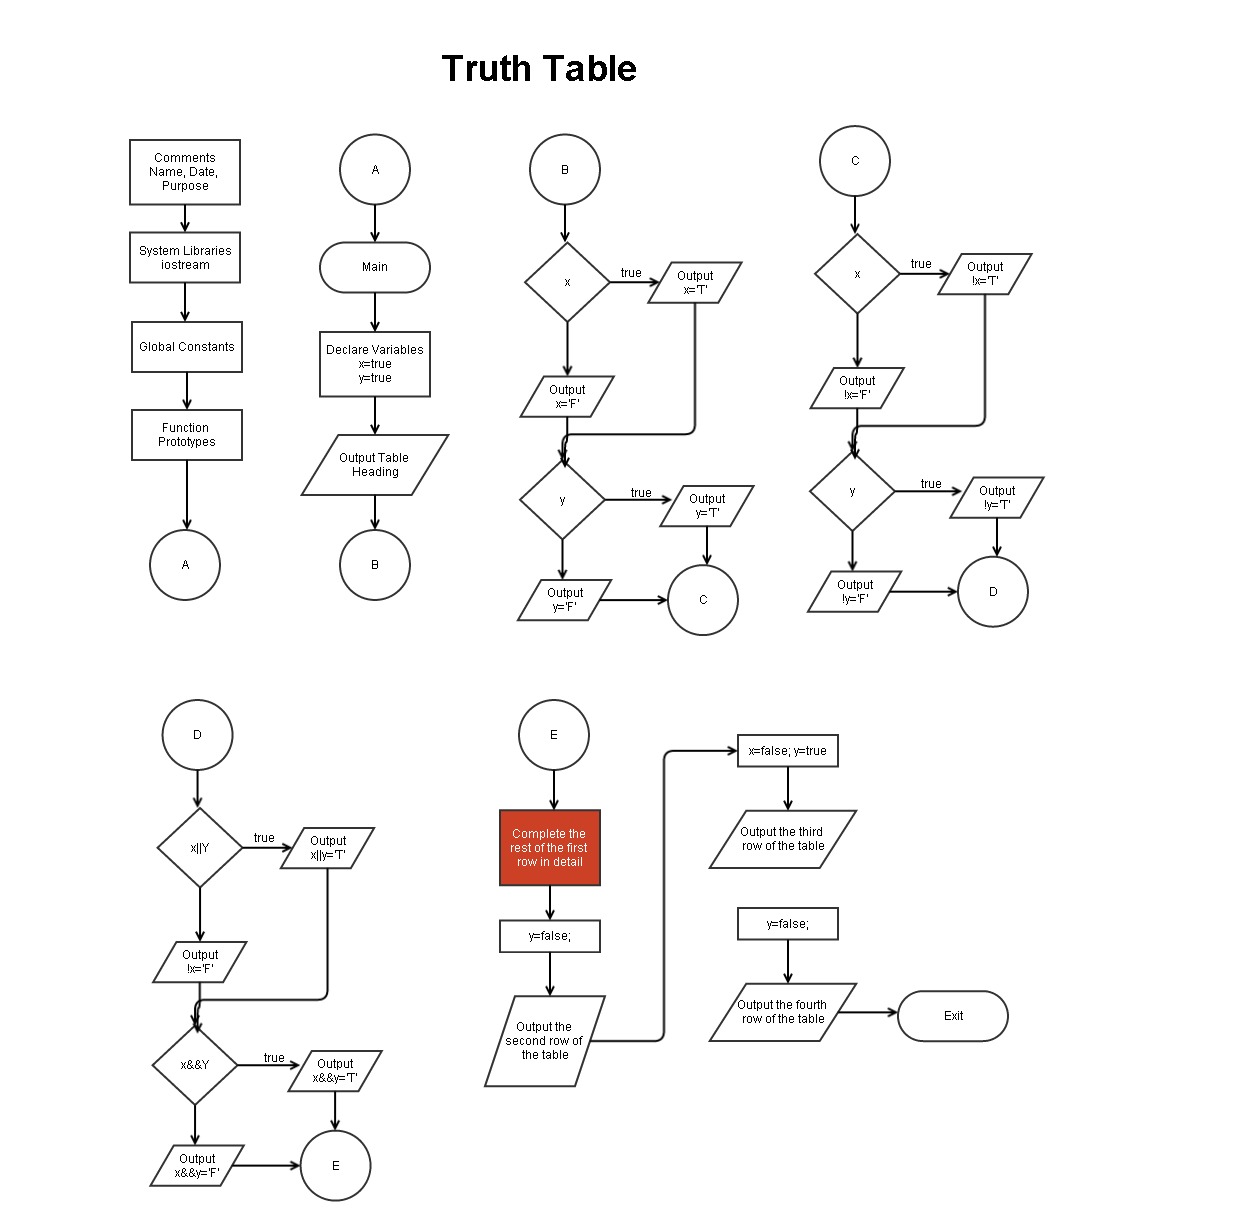 Truth Table
Comments
Name, Date,
Purpose
System Libraries
iostream
Global Constants
Function
Prototypes
A
A
Main
Declare Variables
x=true
y=true
Output Table
Heading
B
B
x
true
Output
x='T'
Output
x='F'
y
true
Output
y='T'
Output
y='F'
C
C
x
true
Output
!x='T'
Output
!x='F'
y
true
Output
!y='T'
Output
!y='F'
D
D
x||Y
true
Output
x||y='T'
Output
!x='F'
x&&Y
true
Output
x&&y='T'
Output
x&&y='F'
E
E
Complete the
rest of the first
row in detail
y=false;
Output the
second row of
the table
x=false; y=true
Output the third
row of the table
y=false;
Output the fourth
row of the table
Exit